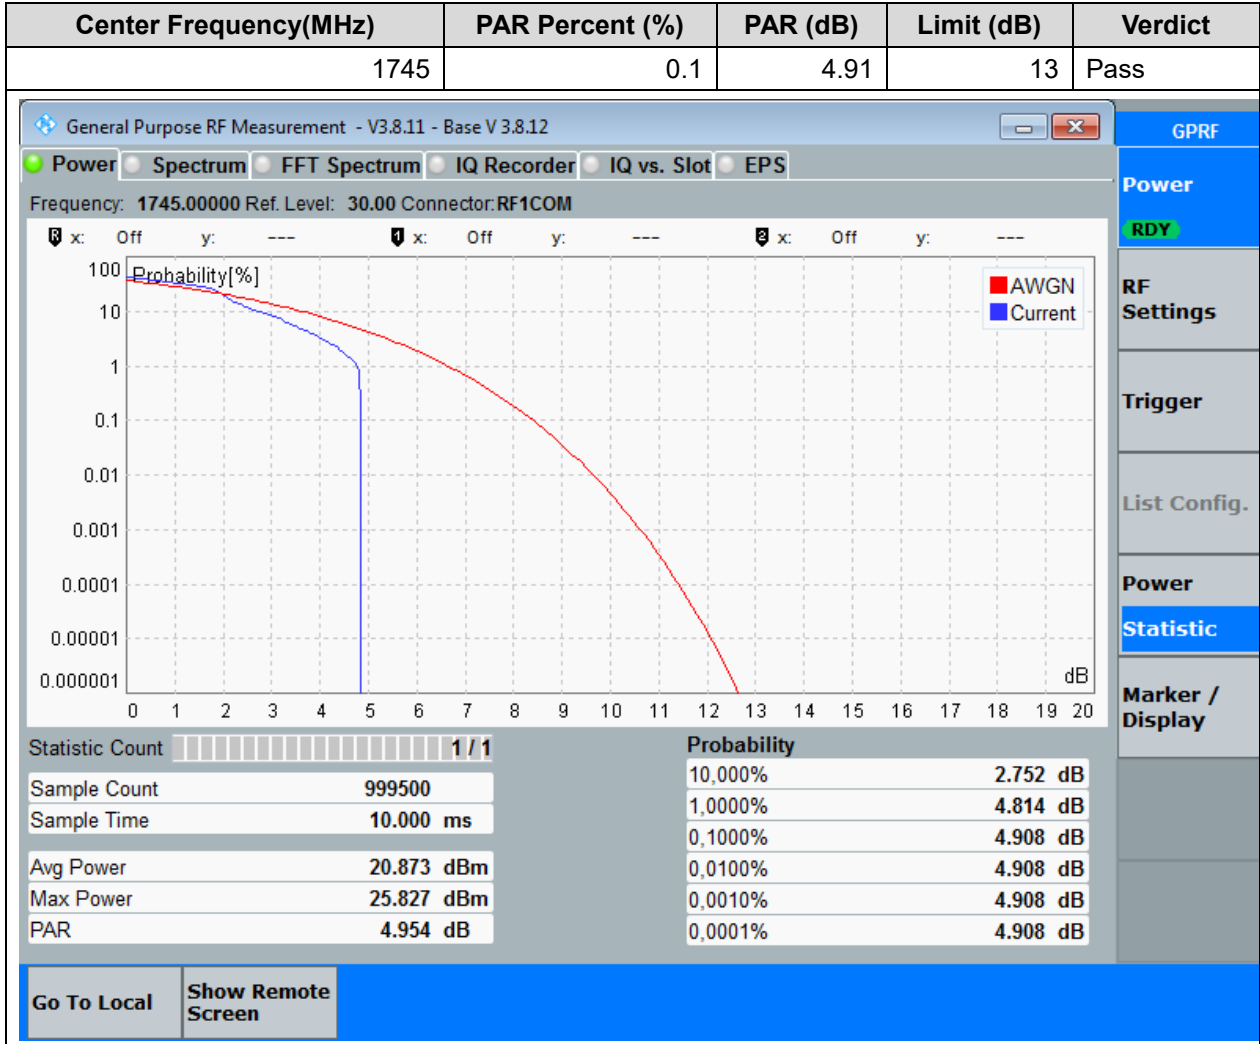 Center Frequency(MHz) PAR Percent (%) PAR (dB) Limit (dB) Verdict
1745 0.1 4.91 13 Pass
General Purpose RF Measurement - V3.8.11 - Base V 3.8.12
GPRF
Power Spectrum FFT Spectrum IQ Recorder IQ vs. Slot EPS
Power
RDY
Frequency: 1745.00000 Ref. Level: 30.00 Connector: RF1COM
R x: Off y: --- 1 x: Off y: --- 2 x: Off y: ---
Probability[%]
AWGN
Current
100
10
1
0.1
0.01
0.001
0.0001
0.00001
0.000001
dB
0 1 2 3 4 5 6 7 8 9 10 11 12 13 14 15 16 17 18 19 20
RF
Settings
Trigger
List Config.
Power
Statistic
Marker /
Display
Statistic Count 1 / 1
Sample Count 999500
Sample Time 10.000 ms
Avg Power 20.873 dBm
Max Power 25.827 dBm
PAR 4.954 dB
Probability
10,000% 2.752 dB
1,0000% 4.814 dB
0,1000% 4.908 dB
0,0100% 4.908 dB
0,0010% 4.908 dB
0,0001% 4.908 dB
Go To Local
Show Remote
Screen